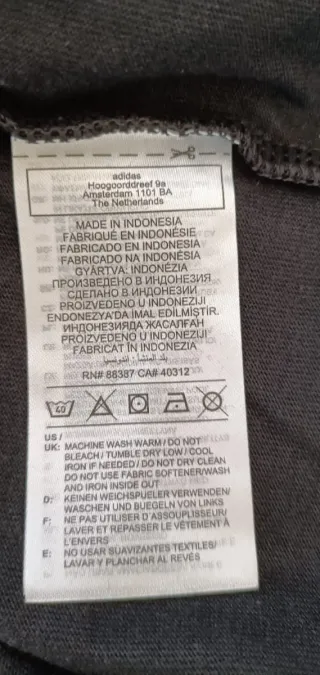 adidas
Hoogoorddreef 9a
Amsterdam 1101 BA
The Netherlands
MADE IN INDONESIA
FABRIQUÉ EN INDONÉSIE
FABRICADO EN INDONESIA
FABRICADO NA INDONÉSIA
GYÁRTVA: INDONÉZIA
ПРОИЗВЕДЕНО В ИНДОНЕЗИЯ
СДЕЛАНО В ИНДОНЕЗИИ
PROIZVEDENO U INDONEZIJI
ENDONEZYA'DA İMAL EDİLMİŞTİR.
ИНДОНЕЗИЯДА ЖАСАЛҒАН
PROIZVEDENO U INDONEZIJI
FABRICAT ÎN INDONEZIA
بلد المنشأ: إندونيسيا
RN# 88387 CA# 40312
40
US /
UK: MACHINE WASH WARM / DO NOT
BLEACH / TUMBLE DRY LOW / COOL
IRON IF NEEDED / DO NOT DRY CLEAN
DO NOT USE FABRIC SOFTENER/WASH
AND IRON INSIDE OUT
D: KEINEN WEICHSPUELER VERWENDEN/
WASCHEN UND BUEGELN VON LINKS
F: NE PAS UTILISER D'ASSOUPLISSEUR/
LAVER ET REPASSER LE VÊTEMENT À
L'ENVERS
E: NO USAR SUAVIZANTES TEXTILES/
LAVAR Y PLANCHAR AL REVÉS